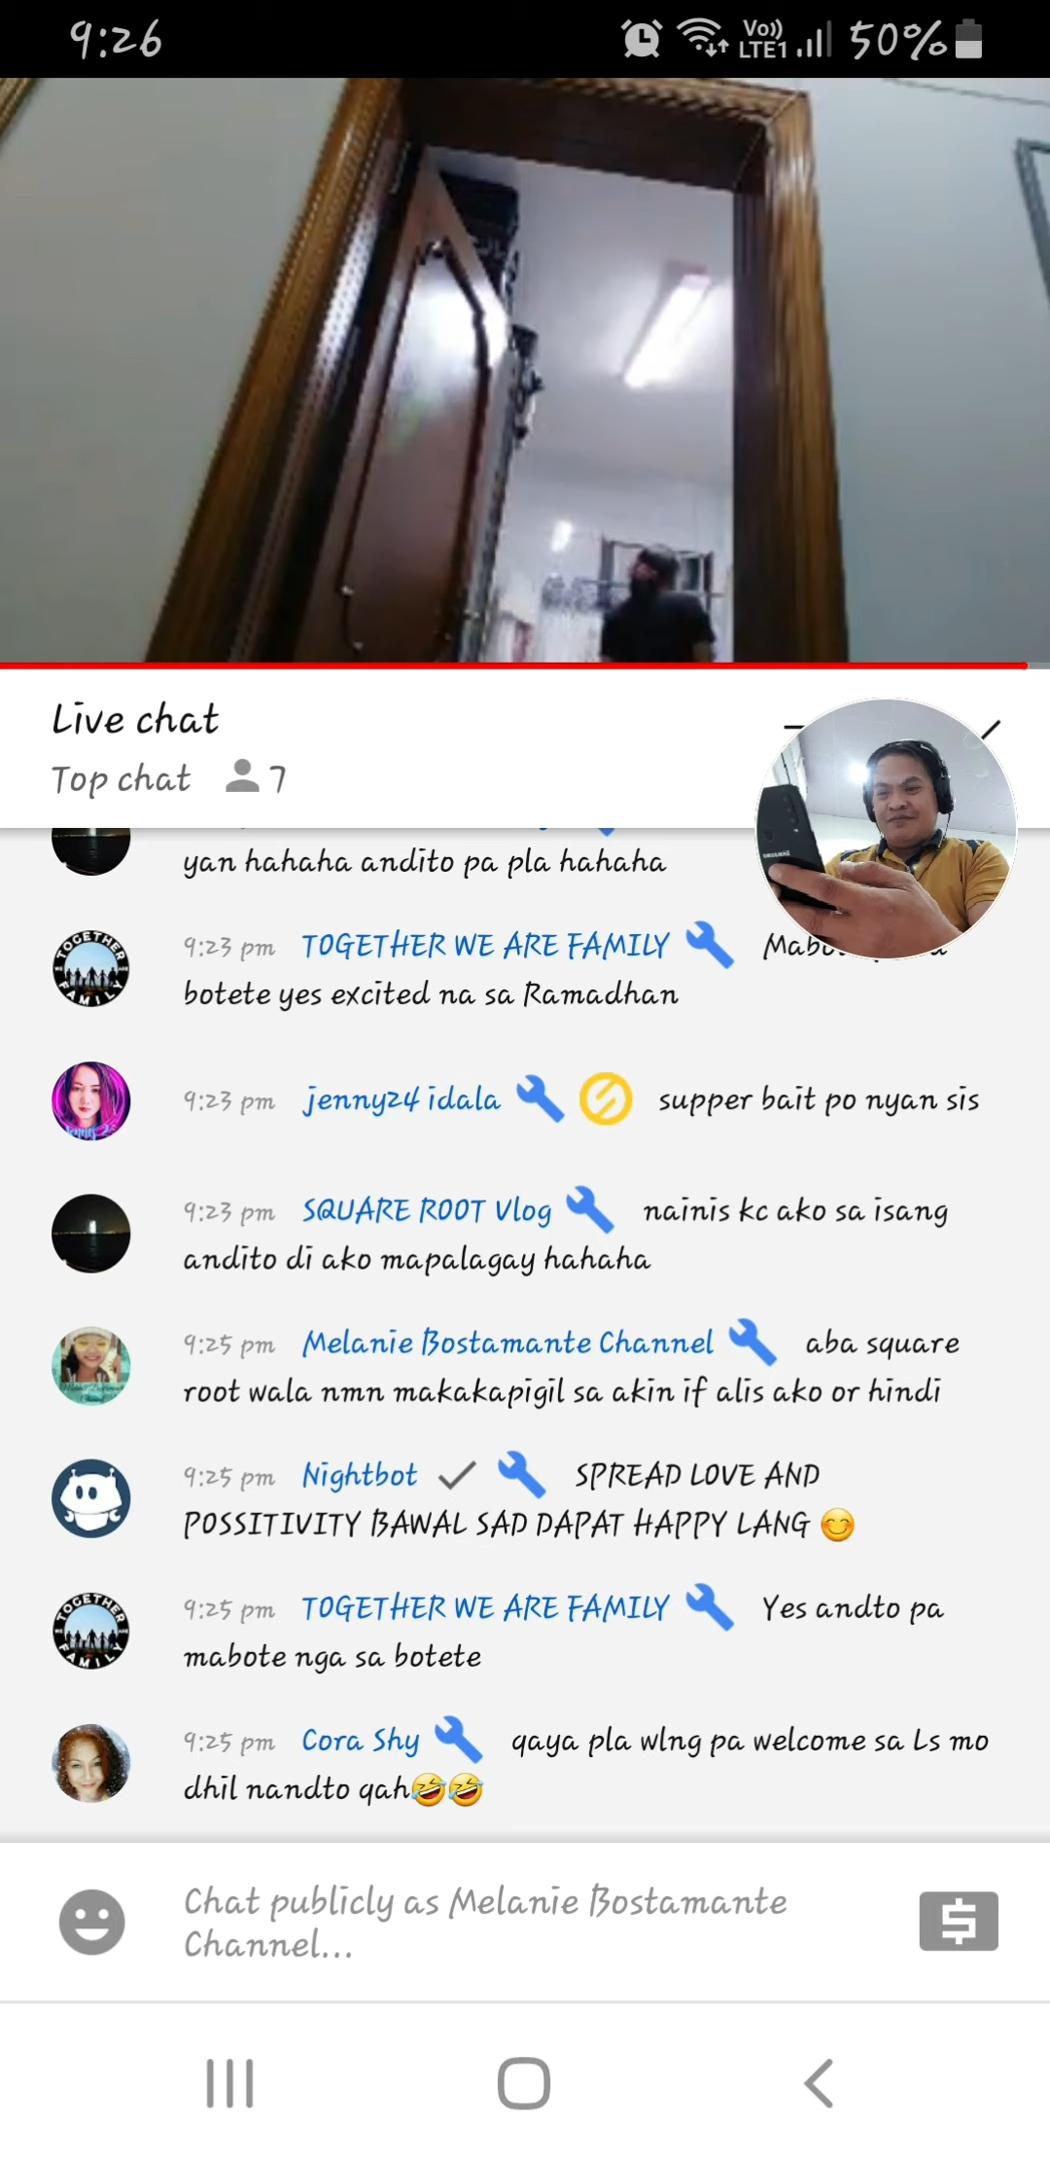 9:26 Vo)) LTE1 50%
Live chat
Top chat 7
yan hahaha andito pa pla hahaha
9:23 pm TOGETHER WE ARE FAMILY
botete yes excited na sa Ramadhan
9:23 pm jenny24 idala supper bait po nyan sis
9:23 pm SQUARE ROOT Vlog nainis kc ako sa isang
andito di ako mapalagay hahaha
9:25 pm Melanie Bostamante Channel aba square
root wala nmn makakapigil sa akin if alis ako or hindi
9:25 pm Nightbot SPREAD LOVE AND
POSSITIVITY BAWAL SAD DAPAT HAPPY LANG 😊
9:25 pm TOGETHER WE ARE FAMILY Yes andto pa
mabote nga sa botete
9:25 pm Cora Shy qaya pla wlng pa welcome sa Ls mo
dhil nandto qah🤣🤣
Chat publicly as Melanie Bostamante
Channel...